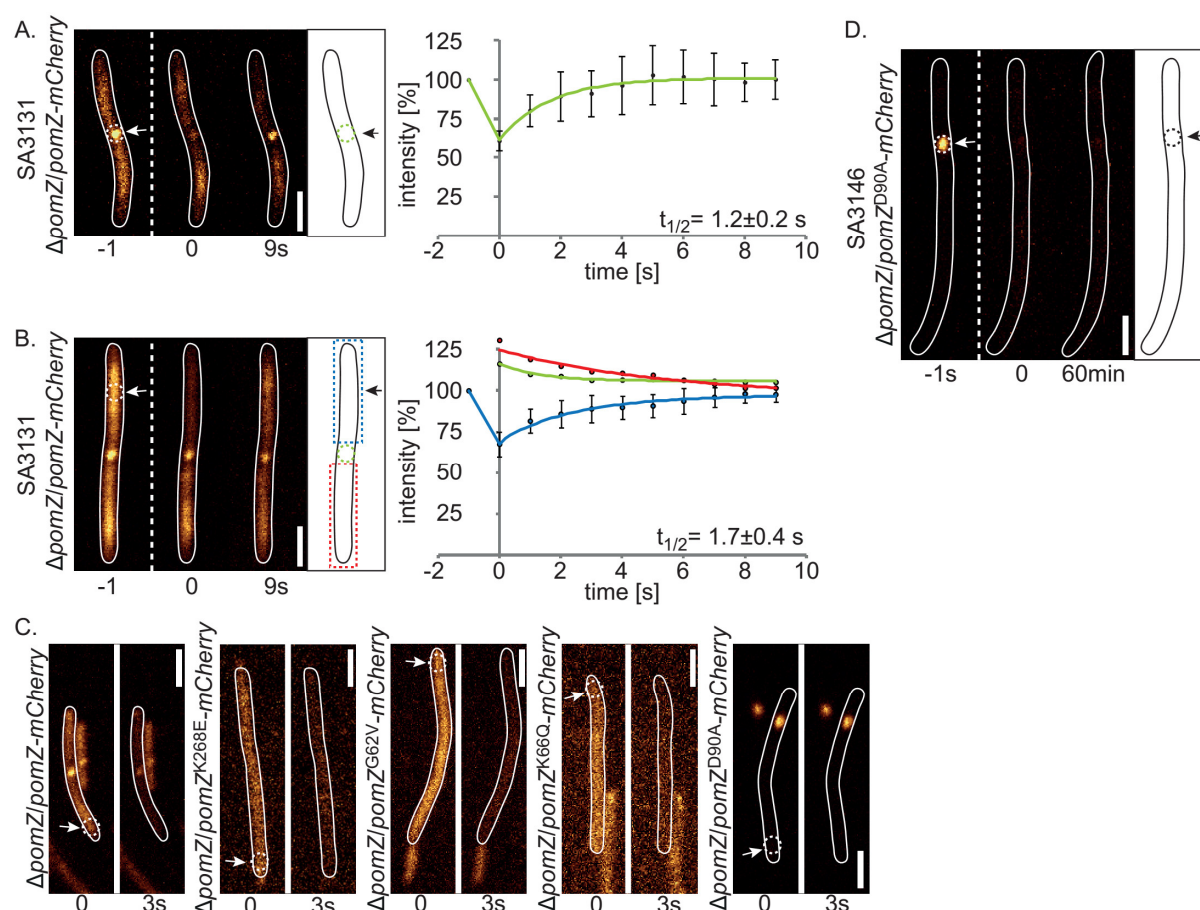 A.
SA3131
ΔpomZ/pomZ-mCherry
-1 0 9s
125
100
75
50
25
intensity [%]
t1/2= 1.2±0.2 s
-2 0 2 4 6 8 10
time [s]
D.
SA3146
ΔpomZ/pomZD90A-mCherry
-1s 0 60min
B.
SA3131
ΔpomZ/pomZ-mCherry
-1 0 9s
125
100
75
50
25
intensity [%]
t1/2= 1.7±0.4 s
-2 0 2 4 6 8 10
time [s]
C.
ΔpomZ/pomZ-mCherry
0 3s
ΔpomZ/pomZK268E-mCherry
0 3s
ΔpomZ/pomZG62V-mCherry
0 3s
ΔpomZ/pomZK66Q-mCherry
0 3s
ΔpomZ/pomZD90A-mCherry
0 3s